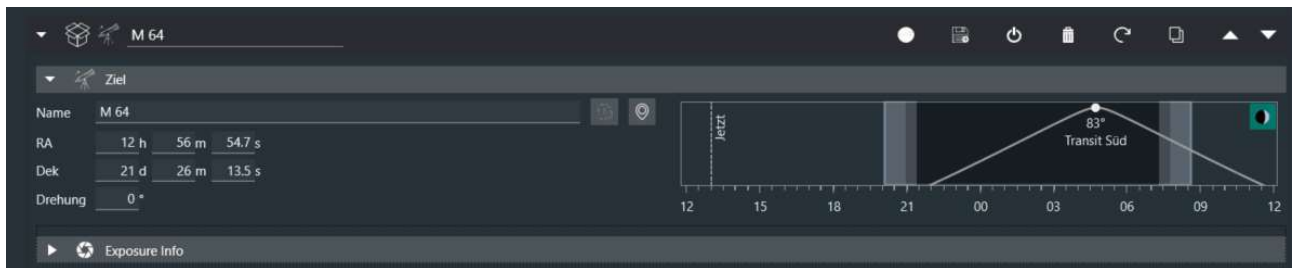 M 64
Ziel
Name M 64
RA 12 h 56 m 54.7 s
Dek 21 d 26 m 13.5 s
Drehung 0 °
Jetzt
83°
Transit Süd
12 15 18 21 00 03 06 09 12
Exposure Info